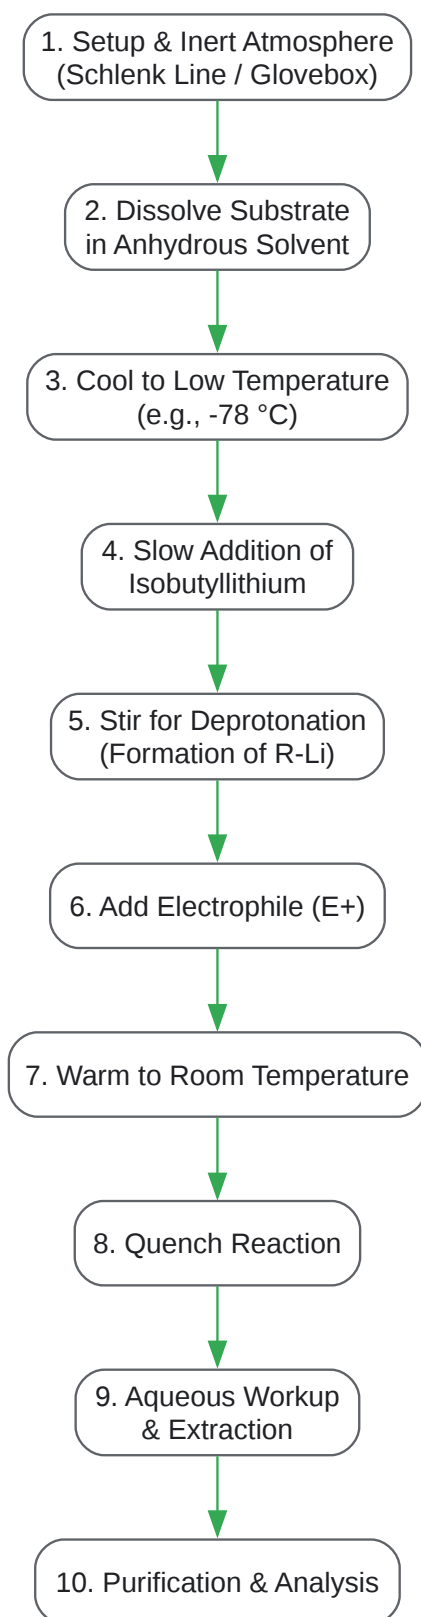 1. Setup & Inert Atmosphere
(Schlenk Line / Glovebox)
2. Dissolve Substrate
in Anhydrous Solvent
3. Cool to Low Temperature
(e.g., -78 °C)
4. Slow Addition of
Isobutyllithium
5. Stir for Deprotonation
(Formation of R-Li)
6. Add Electrophile (E+)
7. Warm to Room Temperature
8. Quench Reaction
9. Aqueous Workup
& Extraction
10. Purification & Analysis